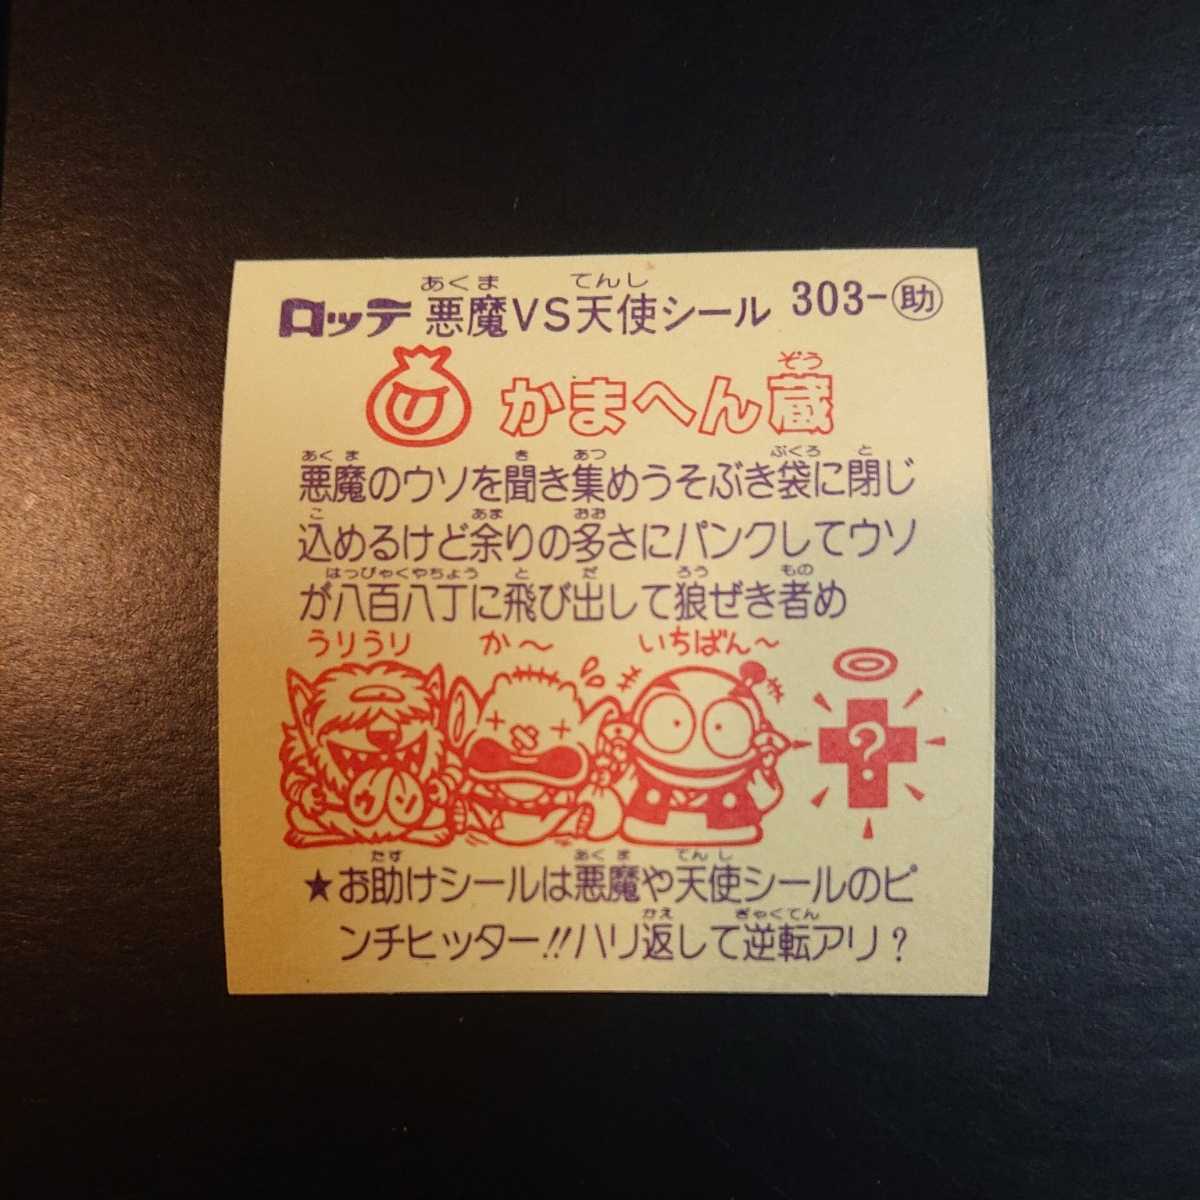 ロッテ 悪魔VS天使シール 303-助
あくま てんし
かまへん蔵
ぞう
悪魔のウソを聞き集めうそぶき袋に閉じ
あくま き あつ ぶくろ と
込めるけど余りの多さにパンクしてウソ
こ あま おお
が八百八丁に飛び出して狼ぜき者め
はっぴゃくやちょう と だ ろう もの
うりうり か〜 いちばん〜
ウソ
?
★お助けシールは悪魔や天使シールのピ
たす あくま てんし
ンチヒッター!!ハリ返して逆転アリ?
かえ ぎゃくてん